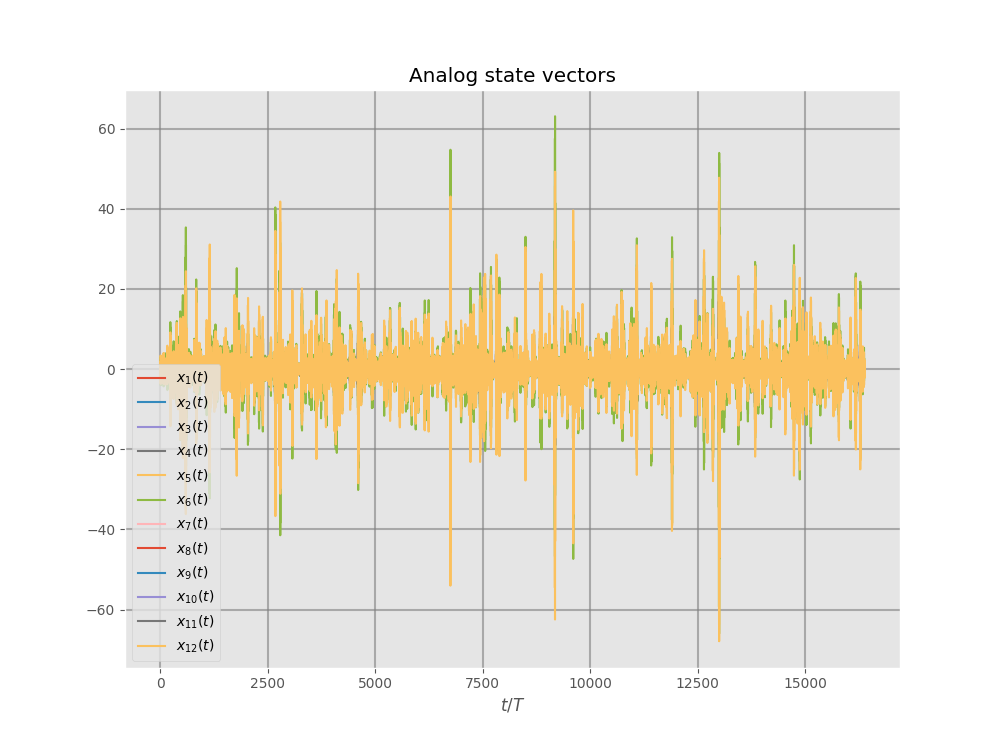 Analog state vectors
60
40
20
0
−20
−40
−60
x₁(t)
x₂(t)
x₃(t)
x₄(t)
x₅(t)
x₆(t)
x₇(t)
x₈(t)
x₉(t)
x₁₀(t)
x₁₁(t)
x₁₂(t)
0 2500 5000 7500 10000 12500 15000
t/T